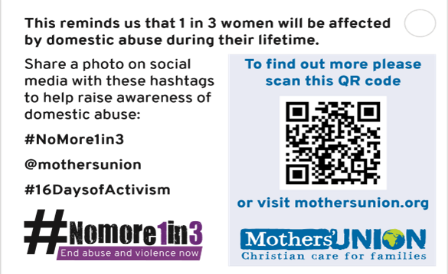 This reminds us that 1 in 3 women will be affected
by domestic abuse during their lifetime.
Share a photo on social
media with these hashtags
to help raise awareness of
domestic abuse:
#NoMore1in3
@mothersunion
#16DaysofActivism
#Nomore1in3
End abuse and violence now
To find out more please
scan this QR code
or visit mothersunion.org
Mothers' UNION
Christian care for families